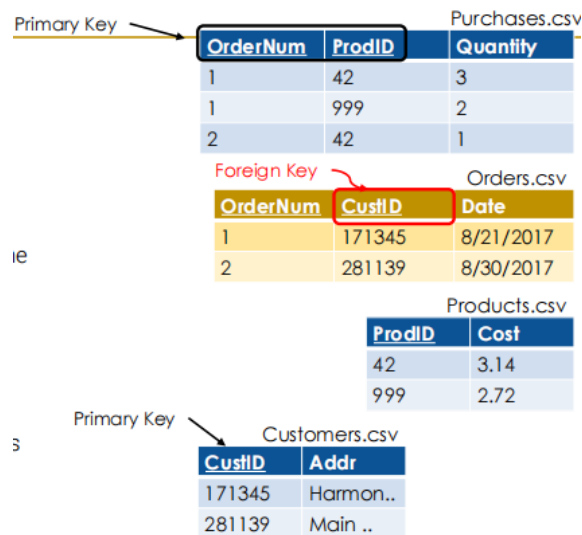 Purchases.csv
Primary Key
OrderNum ProdID Quantity
1 42 3
1 999 2
2 42 1
Foreign Key
Orders.csv
OrderNum CustID Date
1 171345 8/21/2017
2 281139 8/30/2017
Products.csv
ProdID Cost
42 3.14
999 2.72
Primary Key
Customers.csv
CustID Addr
171345 Harmon..
281139 Main ..